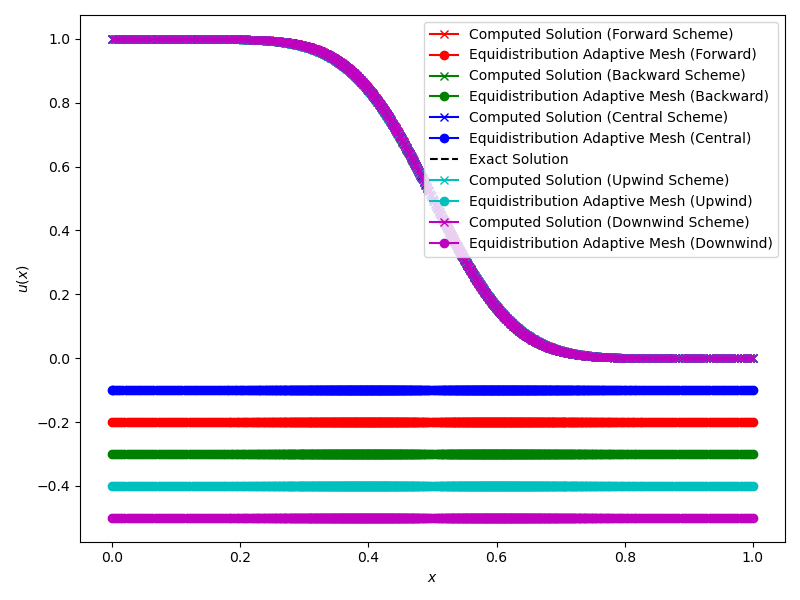 1.0
0.8
0.6
0.4
0.2
0.0
−0.2
−0.4
u(x)
Computed Solution (Forward Scheme)
Equidistribution Adaptive Mesh (Forward)
Computed Solution (Backward Scheme)
Equidistribution Adaptive Mesh (Backward)
Computed Solution (Central Scheme)
Equidistribution Adaptive Mesh (Central)
Exact Solution
Computed Solution (Upwind Scheme)
Equidistribution Adaptive Mesh (Upwind)
Computed Solution (Downwind Scheme)
Equidistribution Adaptive Mesh (Downwind)
0.0 0.2 0.4 0.6 0.8 1.0
x